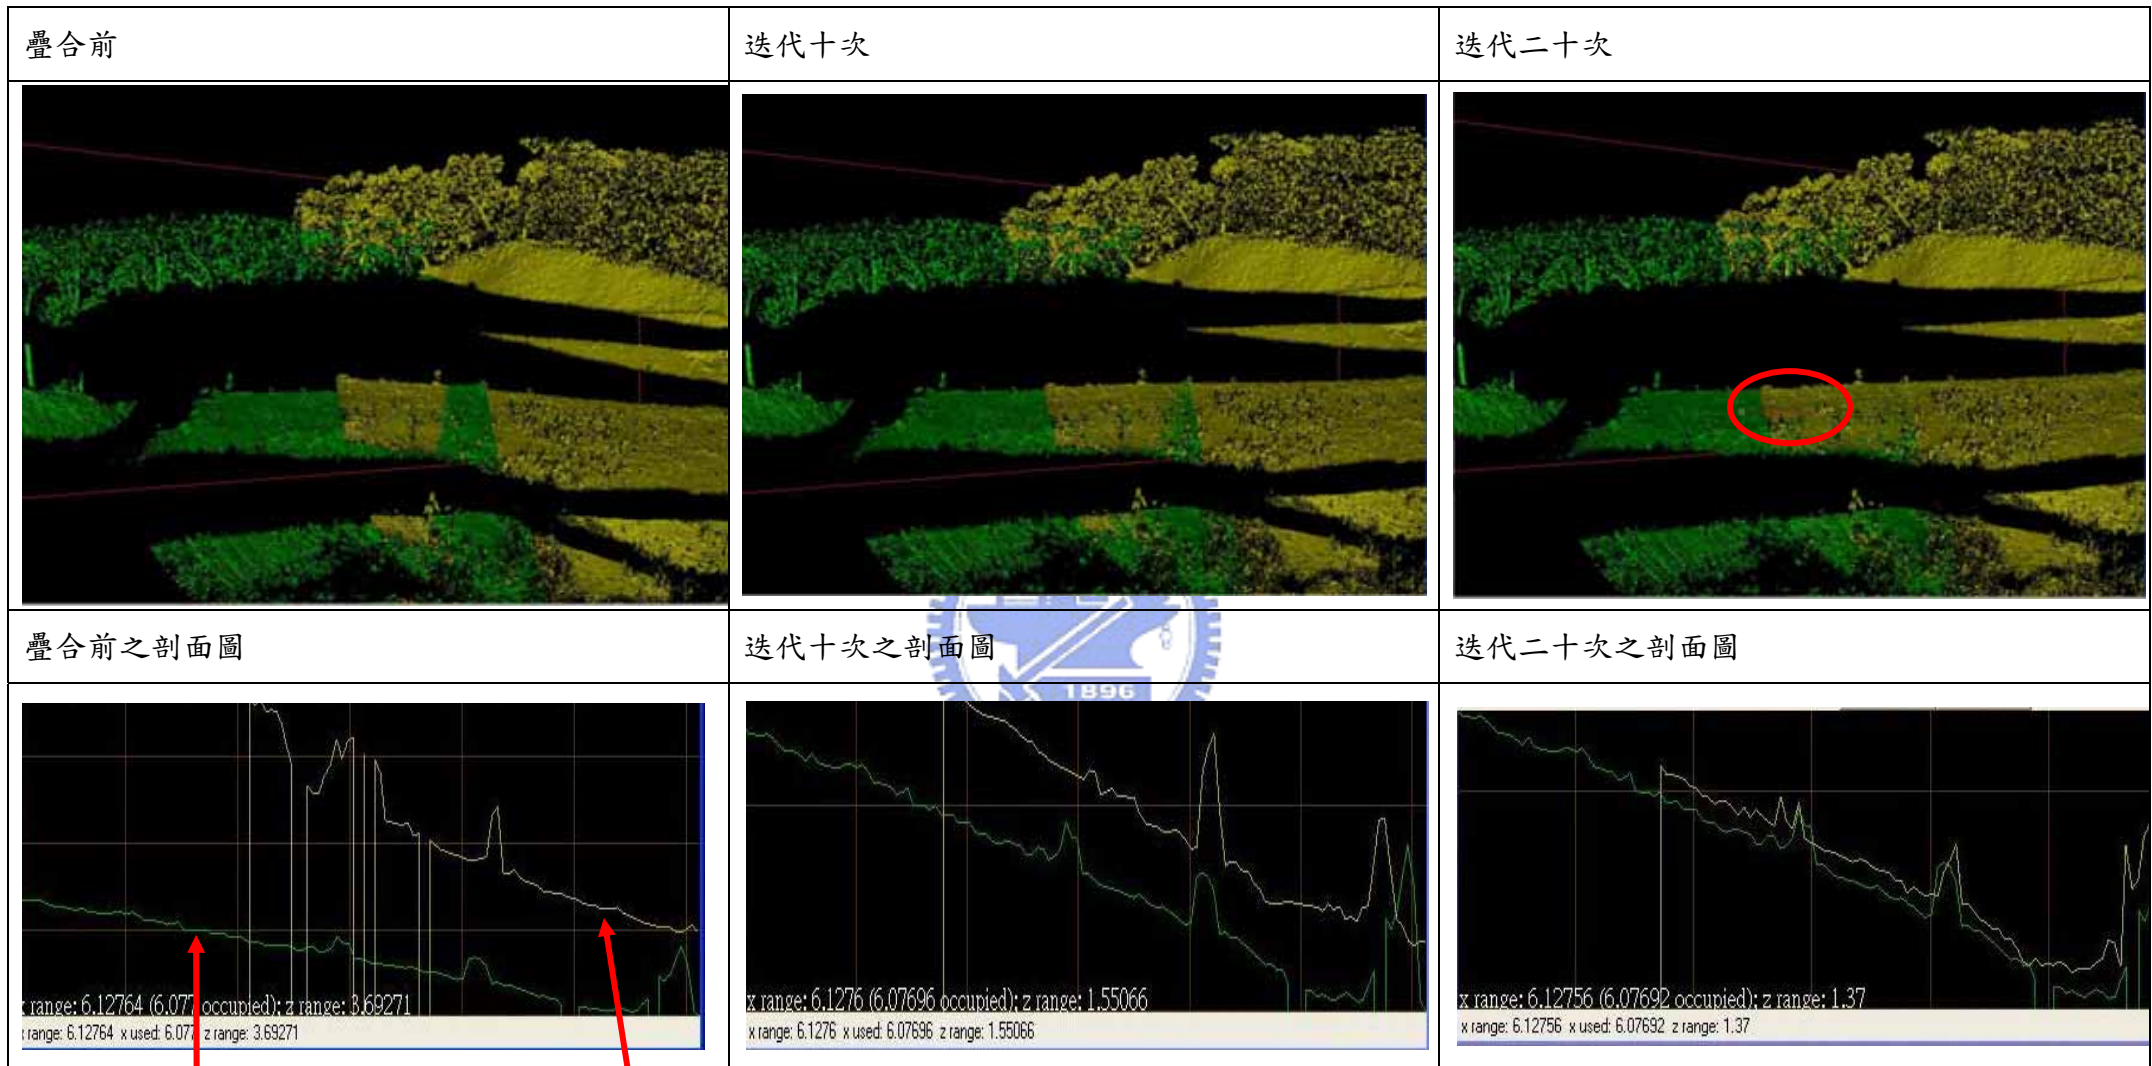 疊合前
迭代十次
迭代二十次
疊合前之剖面圖
迭代十次之剖面圖
迭代二十次之剖面圖
1896
x range: 6.12764 (6.077 occupied); z range: 3.69271
x range: 6.12764 x used: 6.077 z range: 3.69271
x range: 6.1276 (6.07696 occupied); z range: 1.55066
x range: 6.1276 x used: 6.07696 z range: 1.55066
x range: 6.12756 (6.07692 occupied); z range: 1.37
x range: 6.12756 x used: 6.07692 z range: 1.37